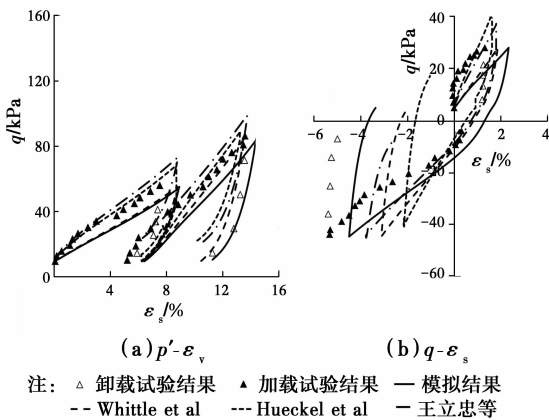 160
120
80
40
0
q/kPa
4
8
12
16
ε s/%
(a)p′-ε v
40
20
0
q/kPa
-6
-4
-2
2
4
ε s/%
-20
-40
-60
(b)q-ε s
注: △ 卸载试验结果 ▲ 加载试验结果 — 模拟结果
-- Whittle et al --- Hueckel et al — 王立忠等